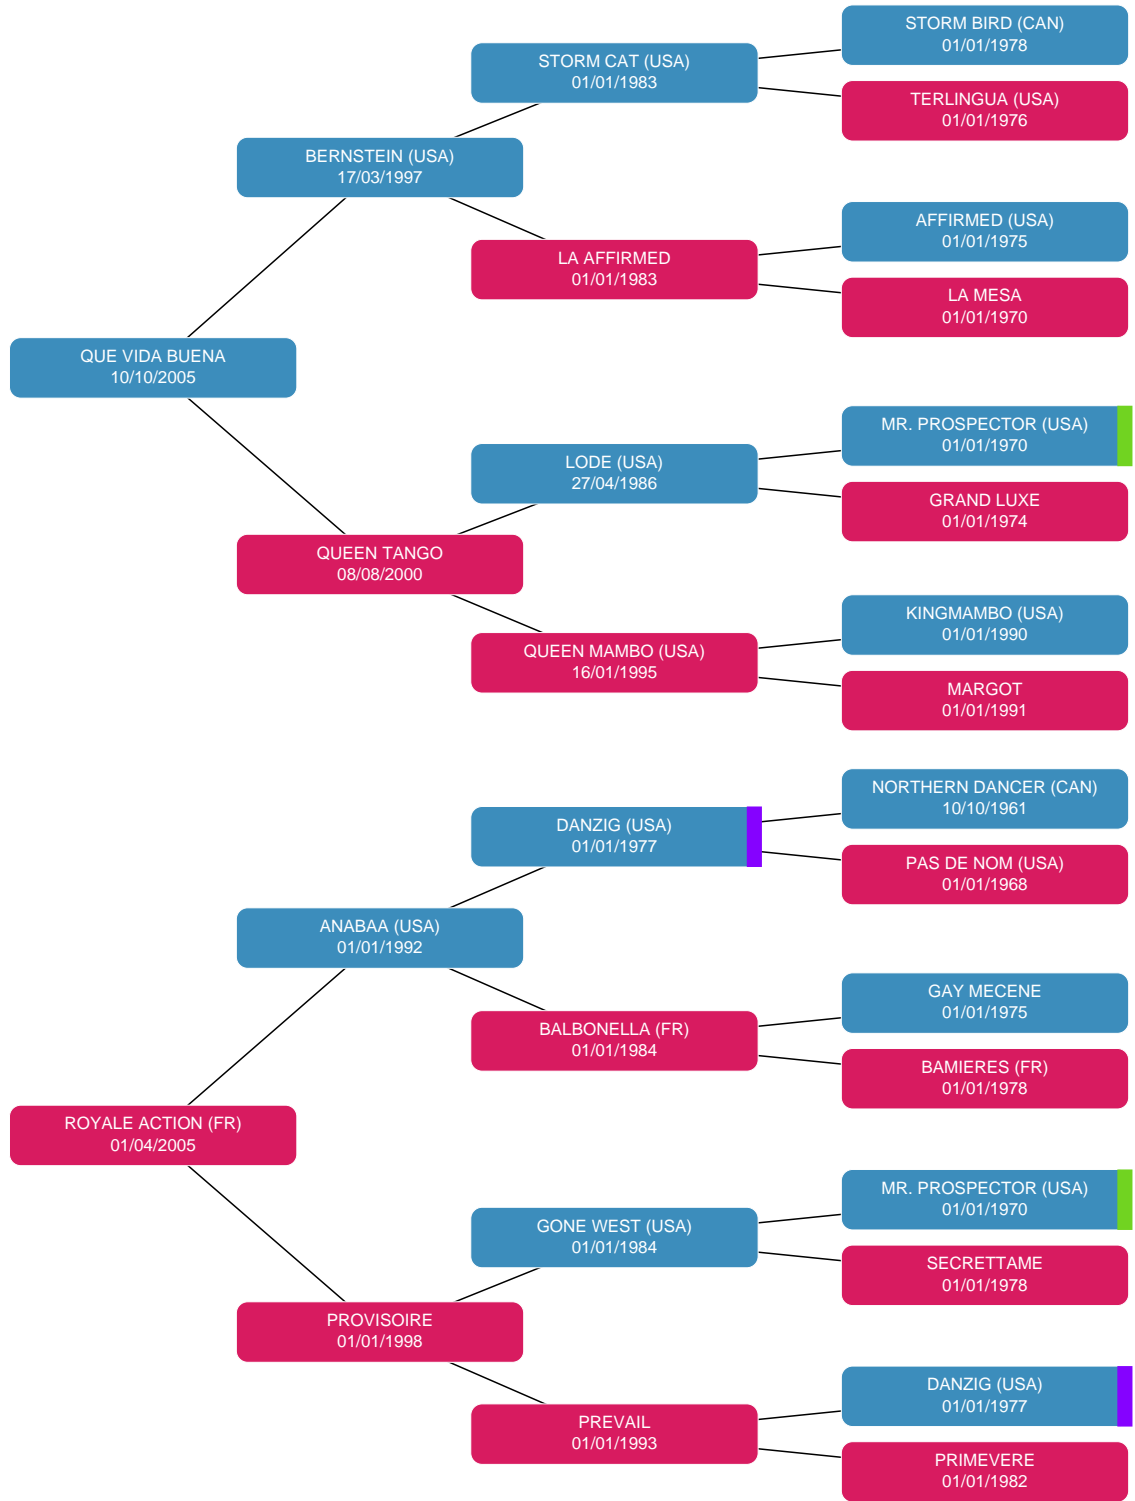 STORM BIRD (CAN)
01/01/1978
STORM CAT (USA)
01/01/1983
TERLINGUA (USA)
01/01/1976
BERNSTEIN (USA)
17/03/1997
AFFIRMED (USA)
01/01/1975
LA AFFIRMED
01/01/1983
LA MESA
01/01/1970
QUE VIDA BUENA
10/10/2005
MR. PROSPECTOR (USA)
01/01/1970
LODE (USA)
27/04/1986
GRAND LUXE
01/01/1974
QUEEN TANGO
08/08/2000
KINGMAMBO (USA)
01/01/1990
QUEEN MAMBO (USA)
16/01/1995
MARGOT
01/01/1991
NORTHERN DANCER (CAN)
10/10/1961
DANZIG (USA)
01/01/1977
PAS DE NOM (USA)
01/01/1968
ANABAA (USA)
01/01/1992
GAY MECENE
01/01/1975
BALBONELLA (FR)
01/01/1984
BAMIERES (FR)
01/01/1978
ROYALE ACTION (FR)
01/04/2005
MR. PROSPECTOR (USA)
01/01/1970
GONE WEST (USA)
01/01/1984
SECRETTAME
01/01/1978
PROVISOIRE
01/01/1998
DANZIG (USA)
01/01/1977
PREVAIL
01/01/1993
PRIMEVERE
01/01/1982